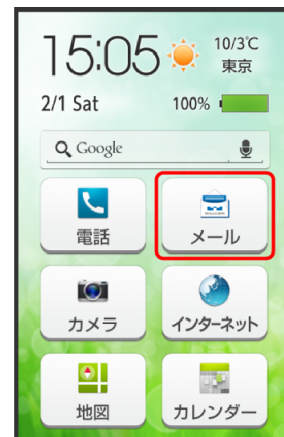 15:05
10/3℃
東京
2/1 Sat
100%
Google
電話
メール
カメラ
インターネット
地図
カレンダー